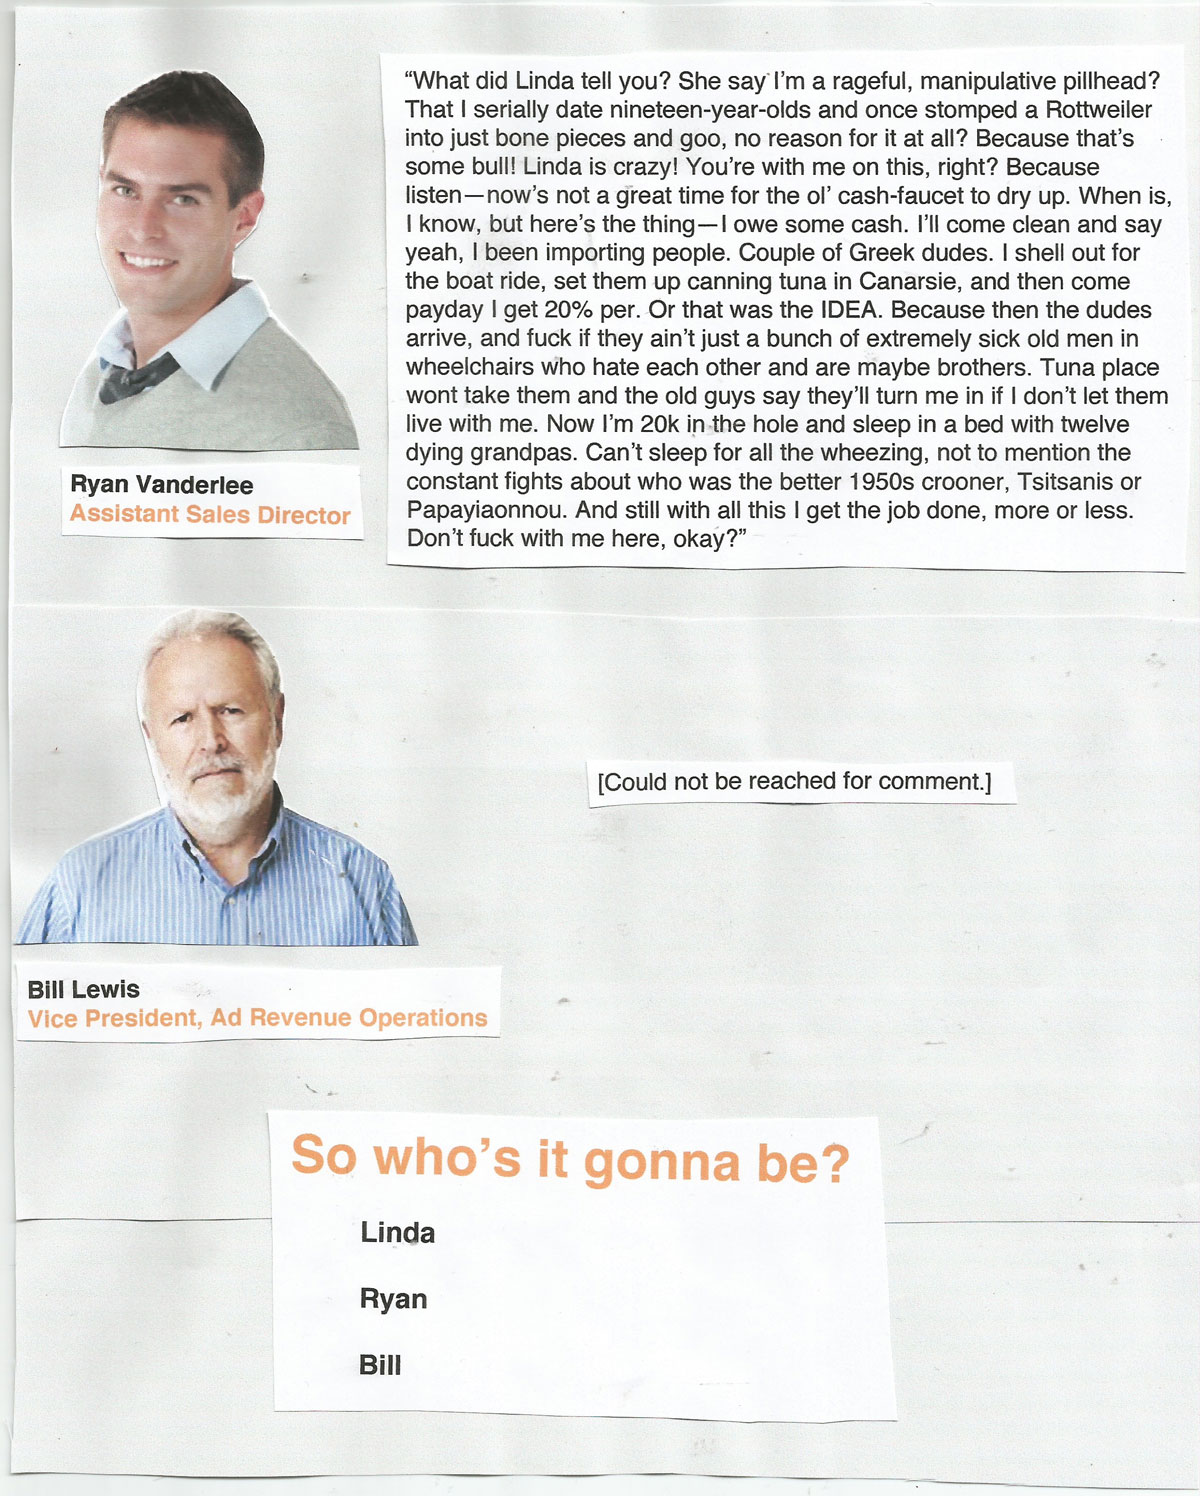 “What did Linda tell you? She say I’m a rageful, manipulative pillhead?
That I serially date nineteen-year-olds and once stomped a Rottweiler
into just bone pieces and goo, no reason for it at all? Because that’s
some bull! Linda is crazy! You’re with me on this, right? Because
listen—now’s not a great time for the ol’ cash-faucet to dry up. When is,
I know, but here’s the thing—I owe some cash. I’ll come clean and say
yeah, I been importing people. Couple of Greek dudes. I shell out for
the boat ride, set them up canning tuna in Canarsie, and then come
payday I get 20% per. Or that was the IDEA. Because then the dudes
arrive, and fuck if they ain’t just a bunch of extremely sick old men in
wheelchairs who hate each other and are maybe brothers. Tuna place
wont take them and the old guys say they’ll turn me in if I don’t let them
live with me. Now I’m 20k in the hole and sleep in a bed with twelve
dying grandpas. Can’t sleep for all the wheezing, not to mention the
constant fights about who was the better 1950s crooner, Tsitsanis or
Papayiaonnou. And still with all this I get the job done, more or less.
Don’t fuck with me here, okay?”
Ryan Vanderlee
Assistant Sales Director
[Could not be reached for comment.]
Bill Lewis
Vice President, Ad Revenue Operations
So who’s it gonna be?
Linda
Ryan
Bill